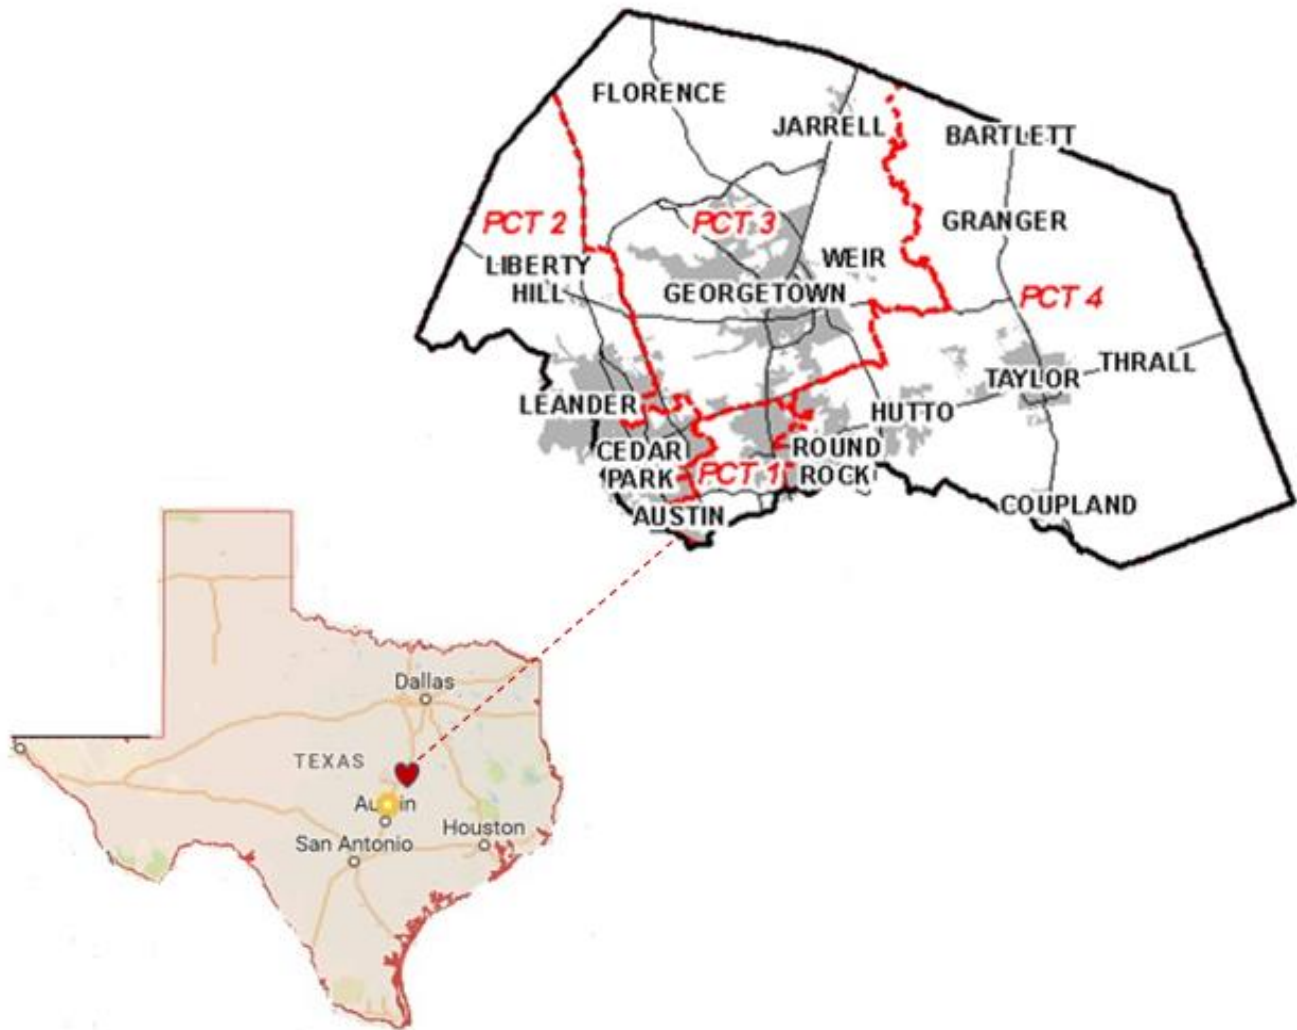 FLORENCE
JARRELL
BARTLETT
PCT 2
PCT 3
GRANGER
LIBERTY
HILL
WEIR
GEORGETOWN
PCT 4
THRALL
TAYLOR
LEANDER
HUTTO
CEDAR
PARK
PCT 1
ROUND
ROCK
AUSTIN
COUPLAND
Dallas
TEXAS
Austin
San Antonio
Houston